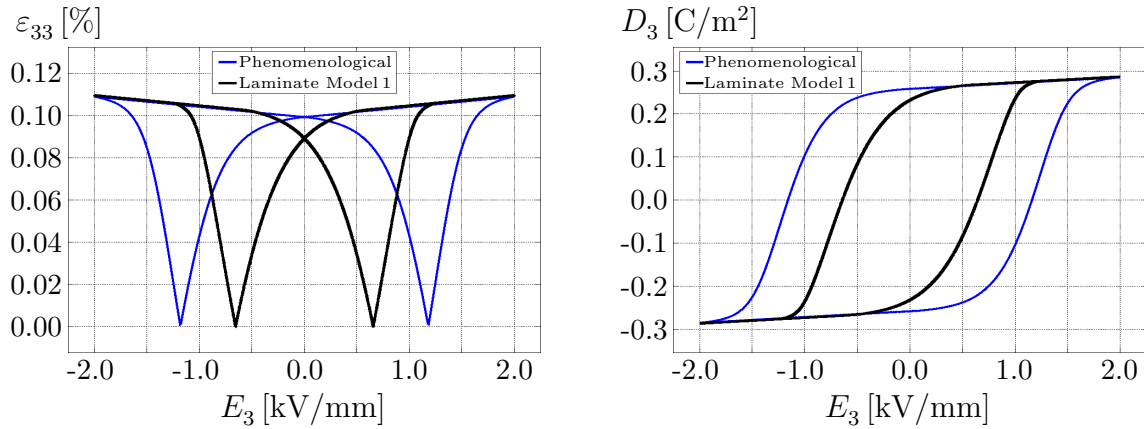 ε₃₃ [%]
Phenomenological
Laminate Model 1
0.12
0.10
0.08
0.06
0.04
0.02
0.00
-2.0 -1.0 0.0 1.0 2.0
E₃ [kV/mm]
D₃ [C/m²]
Phenomenological
Laminate Model 1
0.3
0.2
0.1
0.0
-0.1
-0.2
-0.3
-2.0 -1.0 0.0 1.0 2.0
E₃ [kV/mm]